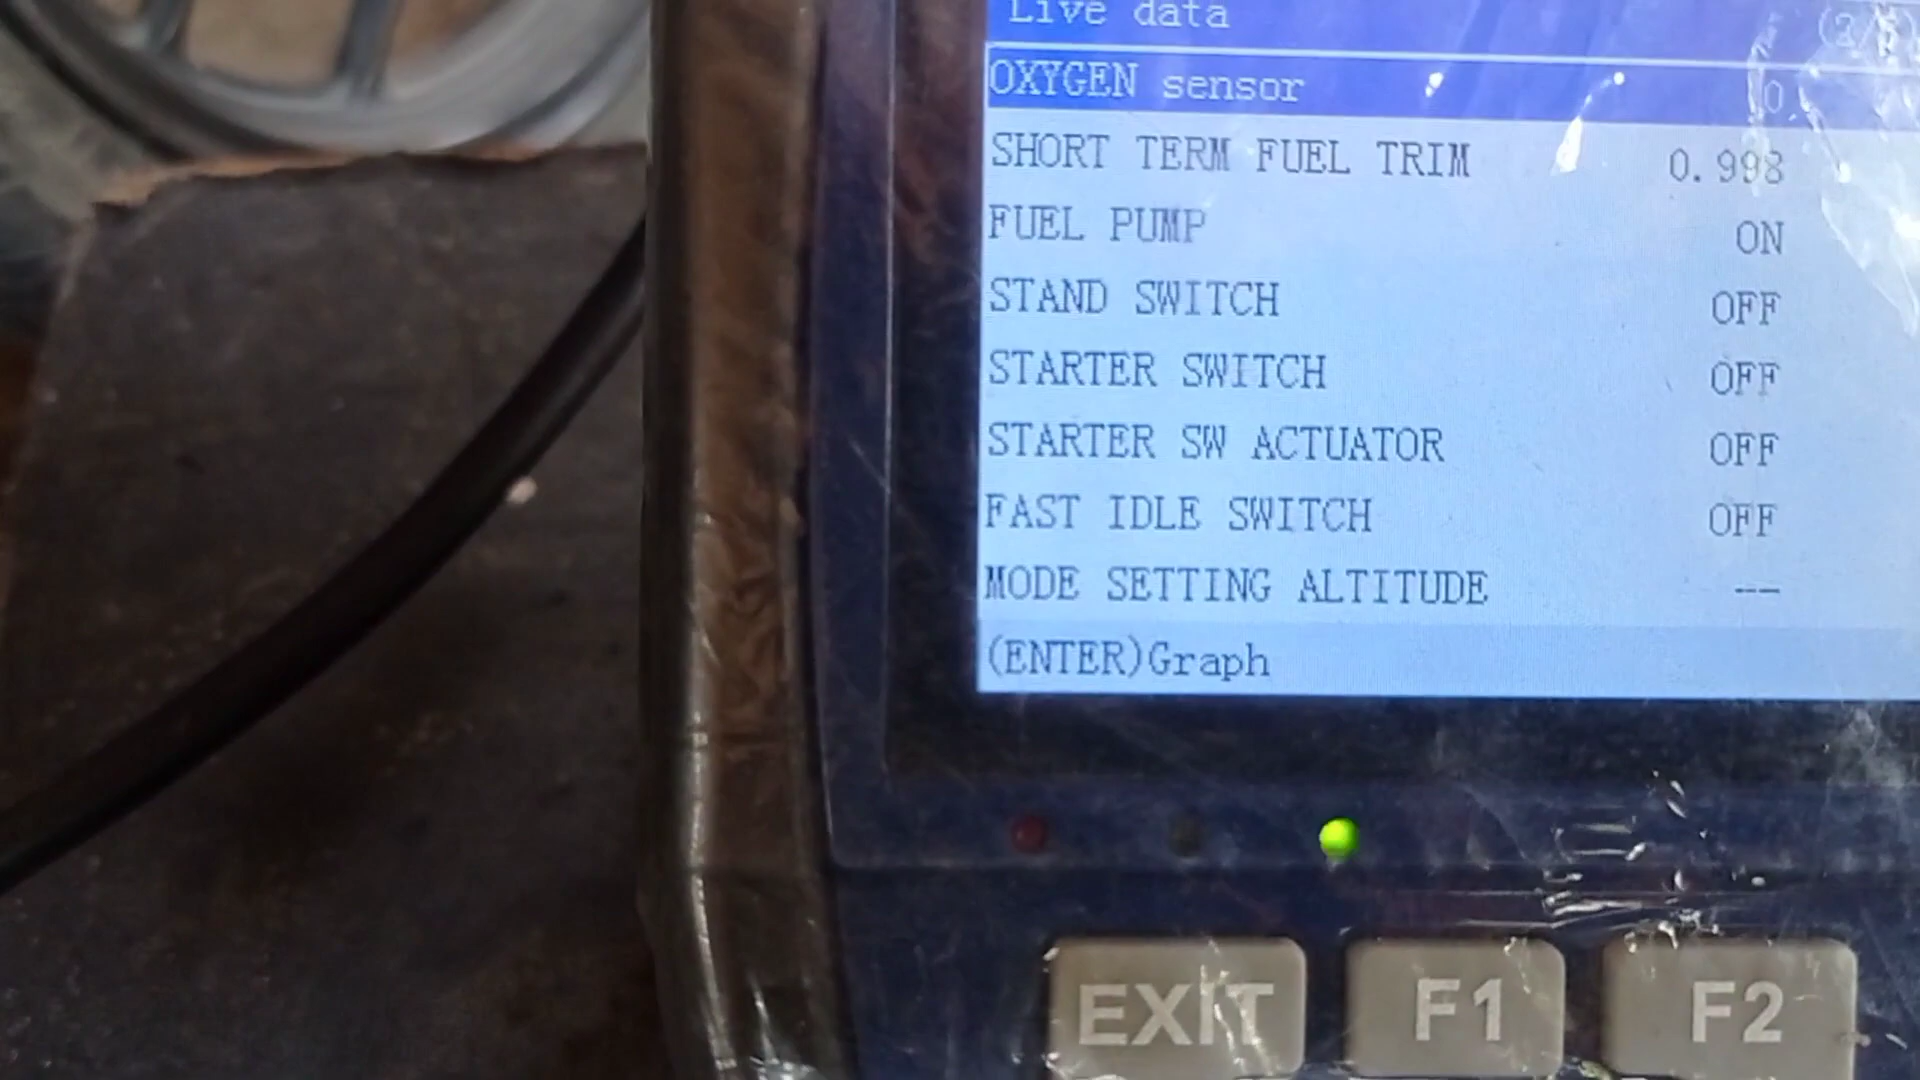 Live data
OXYGEN sensor 0
SHORT TERM FUEL TRIM 0.998
FUEL PUMP ON
STAND SWITCH OFF
STARTER SWITCH OFF
STARTER SW ACTUATOR OFF
FAST IDLE SWITCH OFF
MODE SETTING ALTITUDE --
(ENTER)Graph
EXIT F1 F2